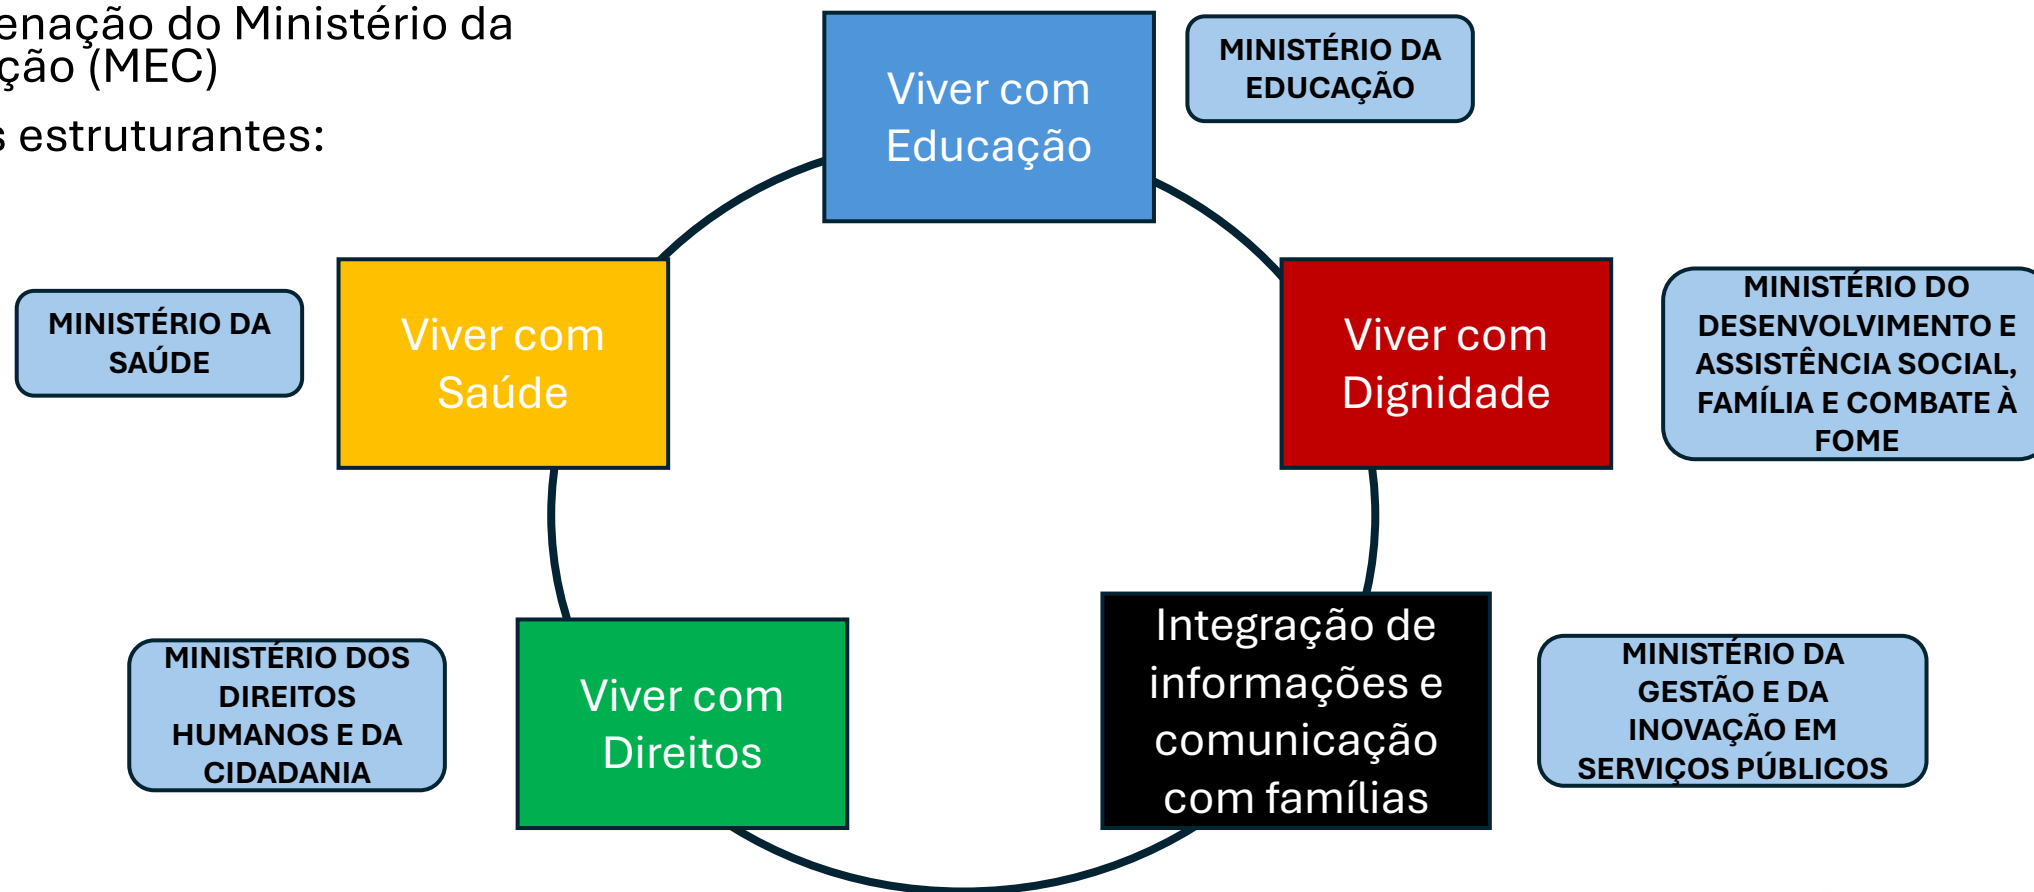 enação do Ministério da
ção (MEC)
s estruturantes:
Viver com
Educação
MINISTÉRIO DA
EDUCAÇÃO
MINISTÉRIO DA
SAÚDE
Viver com
Saúde
Viver com
Dignidade
MINISTÉRIO DO
DESENVOLVIMENTO E
ASSISTÊNCIA SOCIAL,
FAMÍLIA E COMBATE À
FOME
MINISTÉRIO DOS
DIREITOS
HUMANOS E DA
CIDADANIA
Viver com
Direitos
Integração de
informações e
comunicação
com famílias
MINISTÉRIO DA
GESTÃO E DA
INOVAÇÃO EM
SERVIÇOS PÚBLICOS